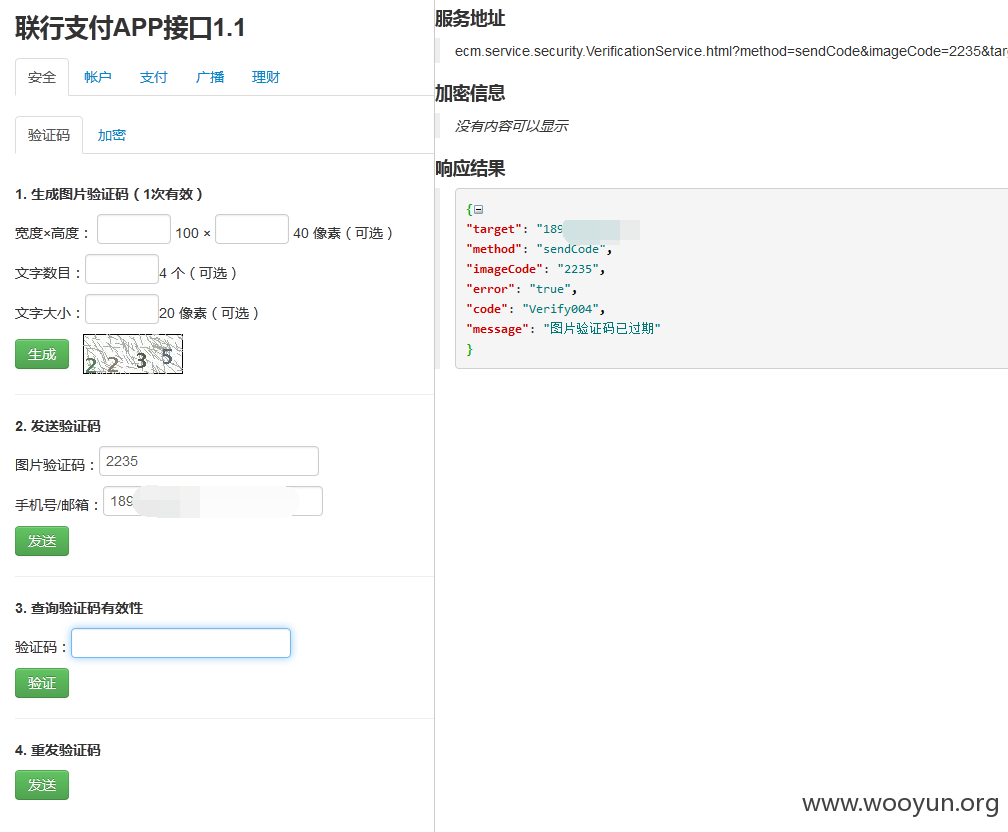 联行支付APP接口1.1
安全 帐户 支付 广播 理财
验证码 加密
1. 生成图片验证码（1次有效）
宽度×高度： 100 × 40 像素（可选）
文字数目： 4 个（可选）
文字大小： 20 像素（可选）
生成 2 2 3 5
2. 发送验证码
图片验证码： 2235
手机号/邮箱： 189
发送
3. 查询验证码有效性
验证码：
验证
4. 重发验证码
发送
服务地址
ecm.service.security.VerificationService.html?method=sendCode&imageCode=2235&tar
加密信息
没有内容可以显示
响应结果
{
"target": "189
"method": "sendCode",
"imageCode": "2235",
"error": "true",
"code": "Verify004",
"message": "图片验证码已过期"
}
www.wooyun.org